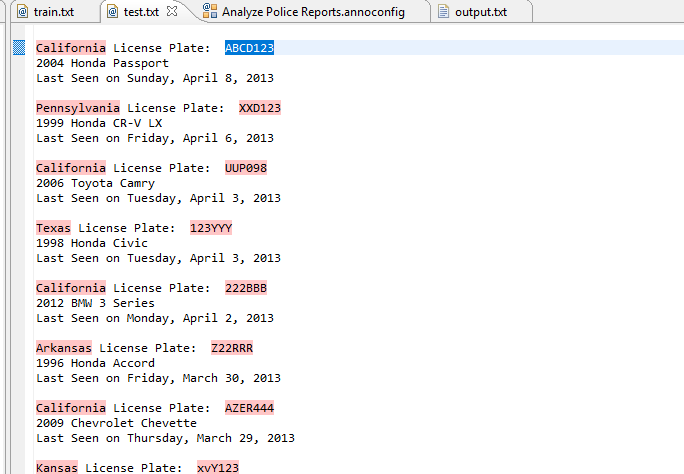 train.txt test.txt Analyze Police Reports.annoconfig output.txt
California License Plate: ABCD123
2004 Honda Passport
Last Seen on Sunday, April 8, 2013
Pennsylvania License Plate: XXD123
1999 Honda CR-V LX
Last Seen on Friday, April 6, 2013
California License Plate: UUP098
2006 Toyota Camry
Last Seen on Tuesday, April 3, 2013
Texas License Plate: 123YYY
1998 Honda Civic
Last Seen on Tuesday, April 3, 2013
California License Plate: 222BBB
2012 BMW 3 Series
Last Seen on Monday, April 2, 2013
Arkansas License Plate: Z22RRR
1996 Honda Accord
Last Seen on Friday, March 30, 2013
California License Plate: AZER444
2009 Chevrolet Chevette
Last Seen on Thursday, March 29, 2013
Kansas License Plate: xvY123